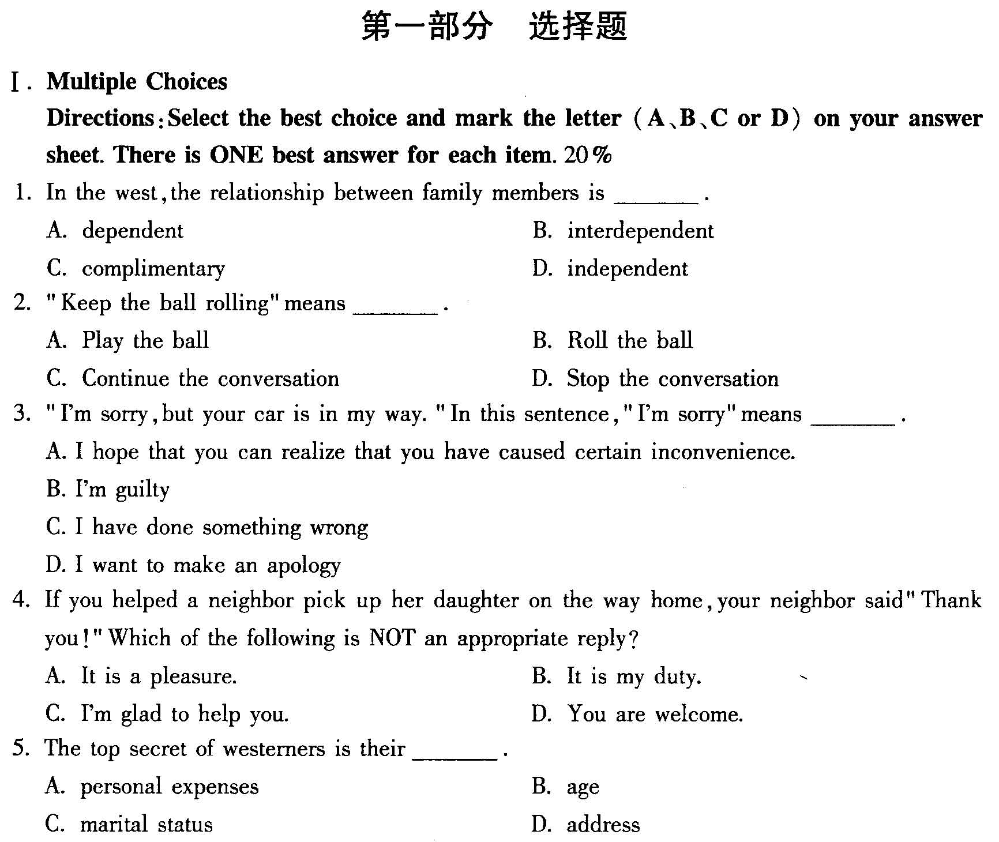 第一部分 选择题
Ⅰ. Multiple Choices
Directions:Select the best choice and mark the letter (A、B、C or D) on your answer
sheet. There is ONE best answer for each item. 20%
1. In the west,the relationship between family members is ______.
A. dependent B. interdependent
C. complimentary D. independent
2. "Keep the ball rolling"means ______.
A. Play the ball B. Roll the ball
C. Continue the conversation D. Stop the conversation
3. "I'm sorry,but your car is in my way. "In this sentence,"I'm sorry"means ______.
A. I hope that you can realize that you have caused certain inconvenience.
B. I'm guilty
C. I have done something wrong
D. I want to make an apology
4. If you helped a neighbor pick up her daughter on the way home,your neighbor said"Thank
you!"Which of the following is NOT an appropriate reply?
A. It is a pleasure. B. It is my duty.
C. I'm glad to help you. D. You are welcome.
5. The top secret of westerners is their ______.
A. personal expenses B. age
C. marital status D. address